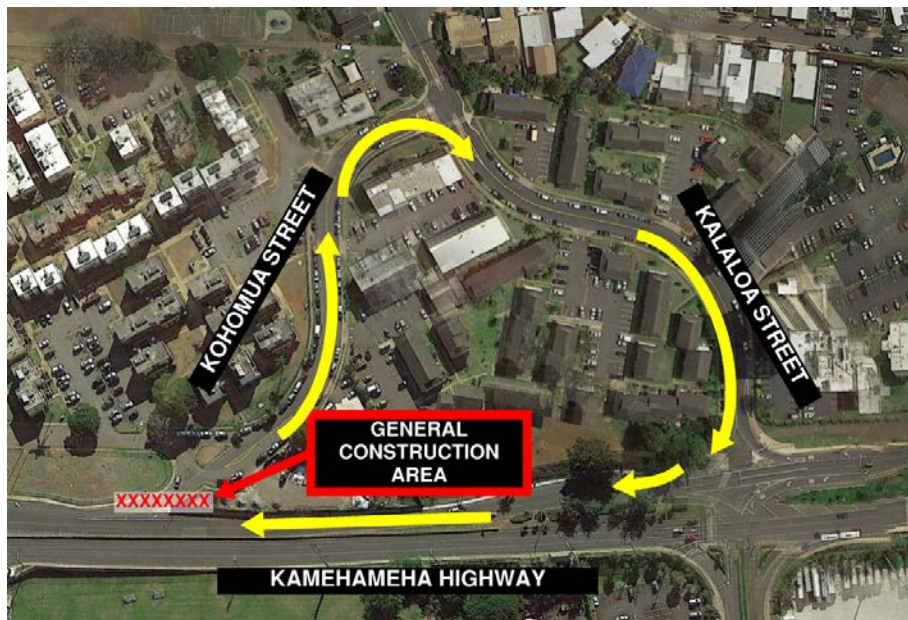 KOHOMUA STREET
KALALOA STREET
GENERAL
CONSTRUCTION
AREA
XXXXXXXX
KAMEHAMEHA HIGHWAY